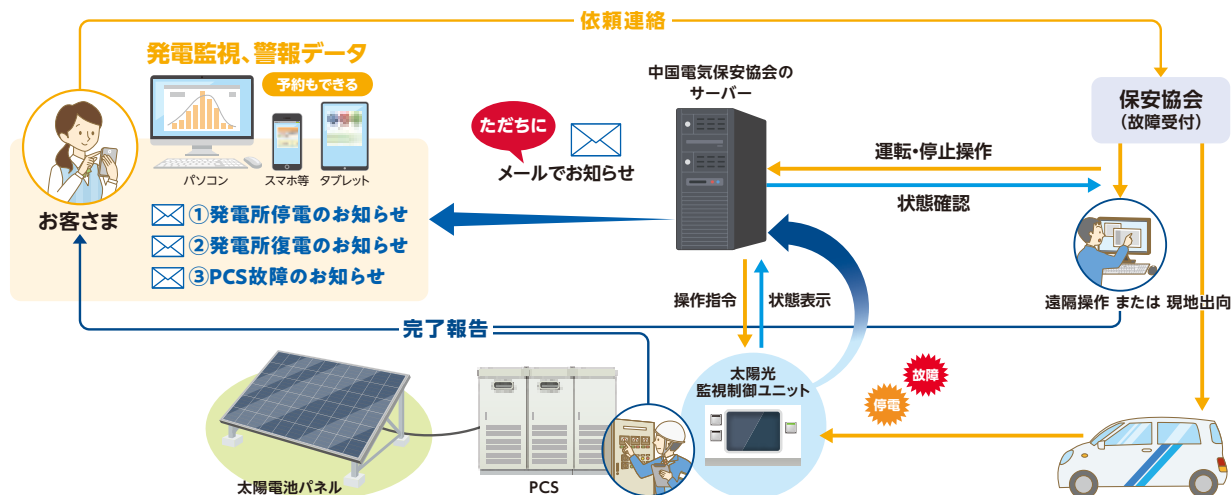 依頼連絡
発電監視、警報データ
予約もできる
パソコン
スマホ等
タブレット
お客さま
①発電所停電のお知らせ
②発電所復電のお知らせ
③PCS故障のお知らせ
ただちに
メールでお知らせ
中国電気保安協会の
サーバー
保安協会
(故障受付)
運転・停止操作
状態確認
遠隔操作 または 現地出向
操作指令
状態表示
完了報告
太陽光
監視制御ユニット
故障
停電
太陽電池パネル
PCS